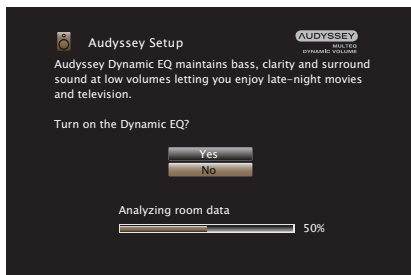 Audyssey Setup
AUDYSSEY
MULTEQ
DYNAMIC VOLUME
Audyssey Dynamic EQ maintains bass, clarity and surround
sound at low volumes letting you enjoy late-night movies
and television.
Turn on the Dynamic EQ?
Yes
No
Analyzing room data
50%